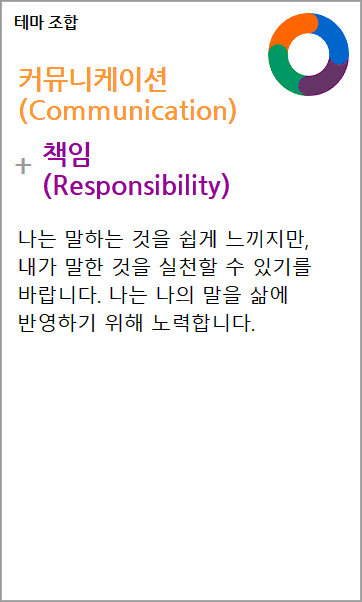 테마 조합
커뮤니케이션
(Communication)
+ 책임
(Responsibility)
나는 말하는 것을 쉽게 느끼지만,
내가 말한 것을 실천할 수 있기를
바랍니다. 나는 나의 말을 삶에
반영하기 위해 노력합니다.